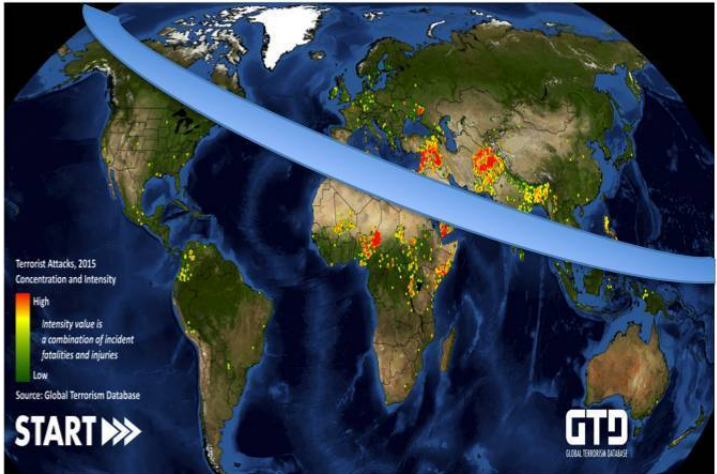 Terrorist Attacks, 2015
Concentration and Intensity
High
Intensity value is
a combination of incident
fatalities and injuries
Low
Source: Global Terrorism Database
START
GTD
GLOBAL TERRORISM DATABASE